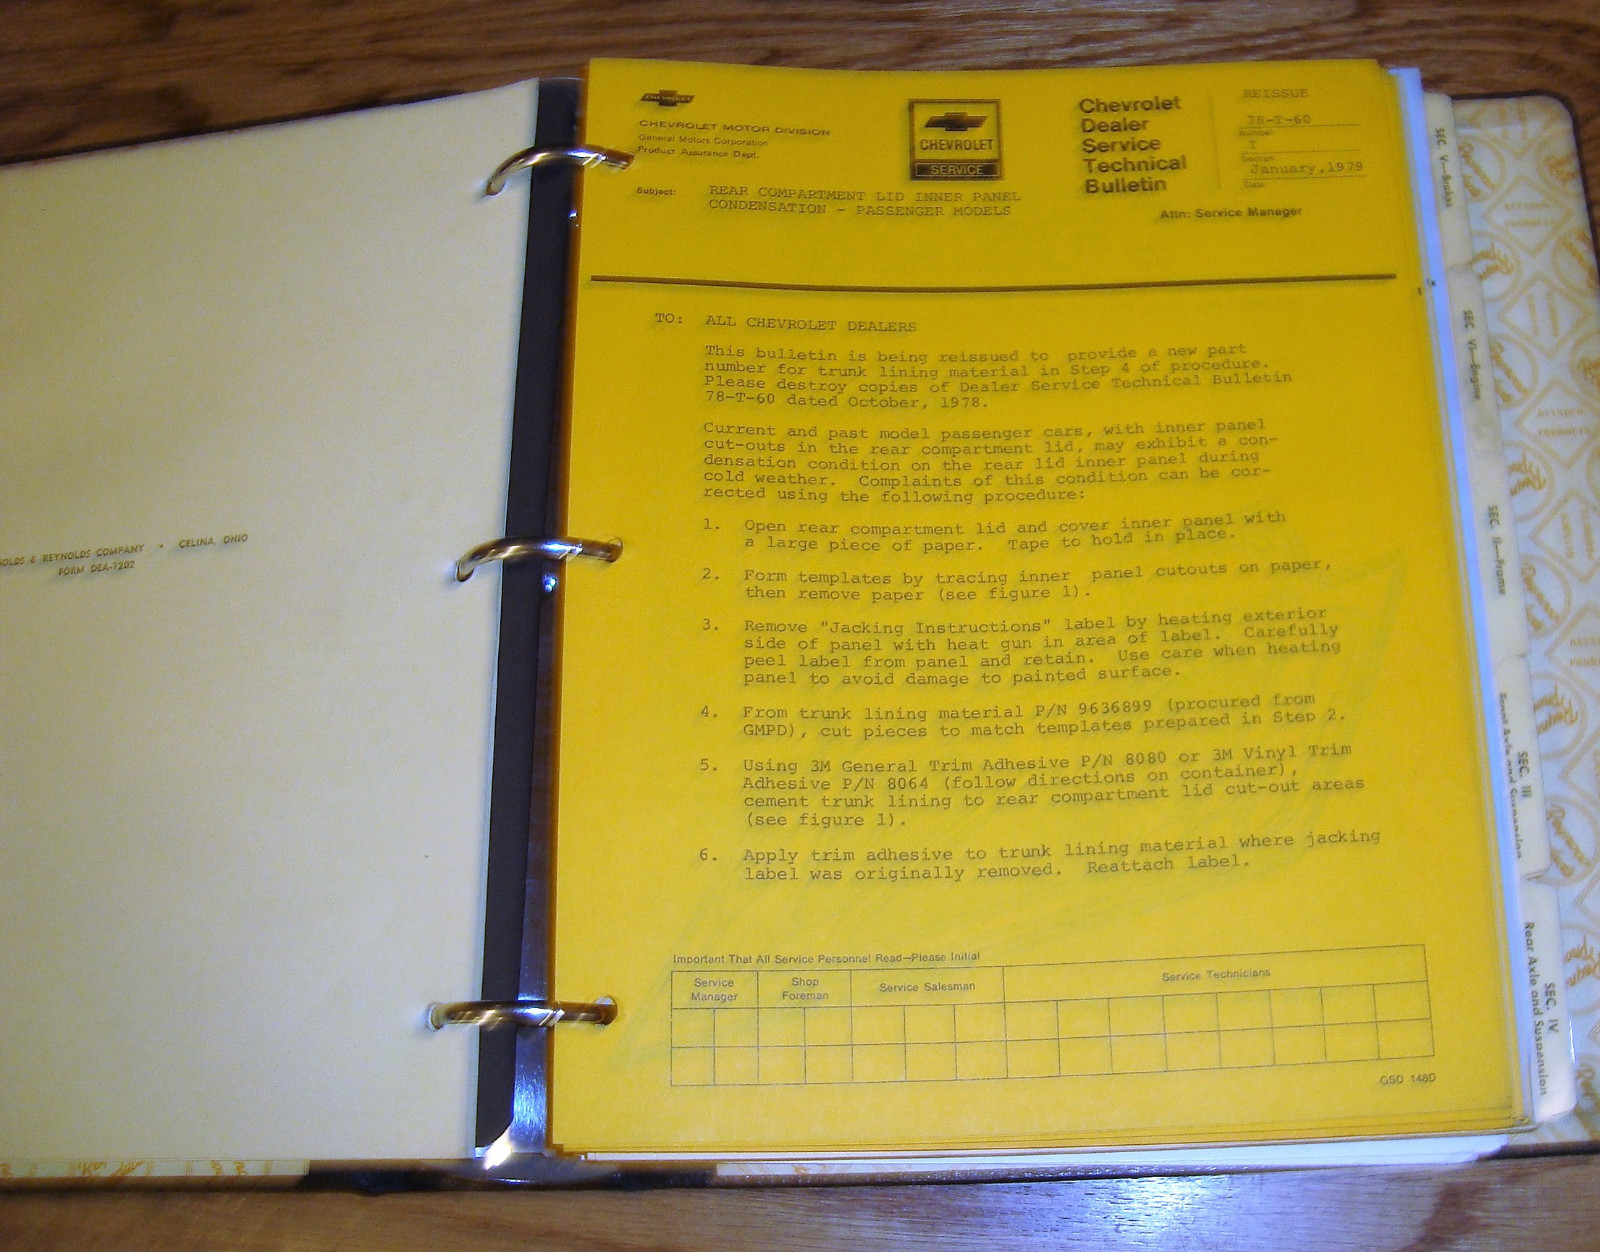 & REYNOLDS COMPANY • CELINA, OHIO
FORM DEA-1202
CHEVROLET
CHEVROLET MOTOR DIVISION
General Motors Corporation
Product Assurance Dept.
CHEVROLET
SERVICE
Chevrolet
Dealer
Service
Technical
Bulletin
REISSUE
78-T-60
Number
I
Section
January, 1979
Date
Attn: Service Manager
Subject: REAR COMPARTMENT LID INNER PANEL
CONDENSATION - PASSENGER MODELS
TO: ALL CHEVROLET DEALERS
This bulletin is being reissued to provide a new part
number for trunk lining material in Step 4 of procedure.
Please destroy copies of Dealer Service Technical Bulletin
78-T-60 dated October, 1978.
Current and past model passenger cars, with inner panel
cut-outs in the rear compartment lid, may exhibit a con-
densation condition on the rear lid inner panel during
cold weather. Complaints of this condition can be cor-
rected using the following procedure:
1. Open rear compartment lid and cover inner panel with
a large piece of paper. Tape to hold in place.
2. Form templates by tracing inner panel cutouts on paper,
then remove paper (see figure 1).
3. Remove "Jacking Instructions" label by heating exterior
side of panel with heat gun in area of label. Carefully
peel label from panel and retain. Use care when heating
panel to avoid damage to painted surface.
4. From trunk lining material P/N 9636899 (procured from
GMPD), cut pieces to match templates prepared in Step 2.
5. Using 3M General Trim Adhesive P/N 8080 or 3M Vinyl Trim
Adhesive P/N 8064 (follow directions on container),
cement trunk lining to rear compartment lid cut-out areas
(see figure 1).
6. Apply trim adhesive to trunk lining material where jacking
label was originally removed. Reattach label.
Important That All Service Personnel Read—Please Initial
Service Manager
Shop Foreman
Service Salesman
Service Technicians
GSD 148D
SEC. V—Brakes
SEC. VI—Engine
SEC. II—Frame
SEC. III
Front Axle and Suspension
SEC. IV
Rear Axle and Suspension